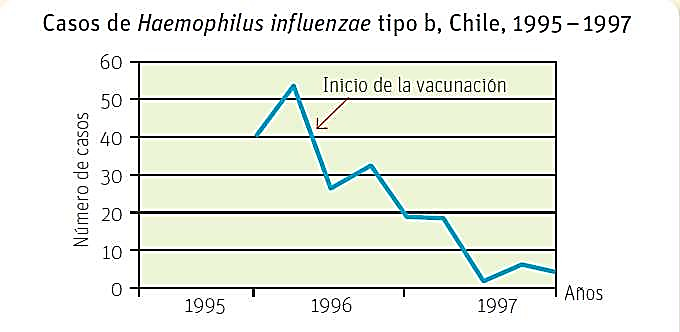 Casos de Haemophilus influenzae tipo b, Chile, 1995–1997
60
50
40
30
20
10
0
Número de casos
Inicio de la vacunación
1995
1996
1997
Años